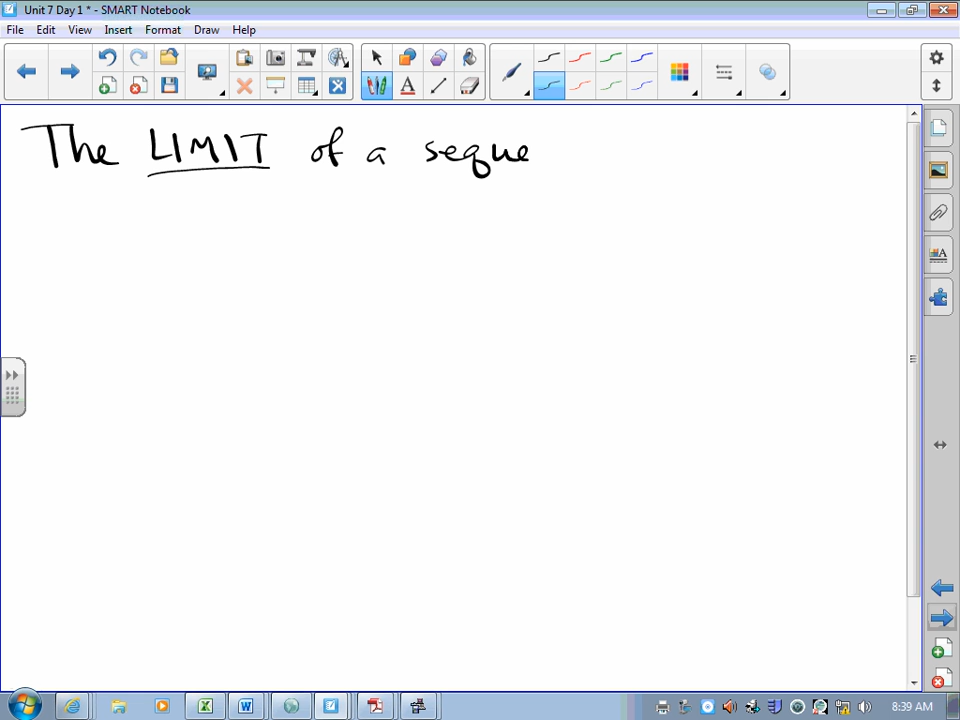 Unit 7 Day 1 * - SMART Notebook
File Edit View Insert Format Draw Help
The LIMIT of a seque
8:39 AM